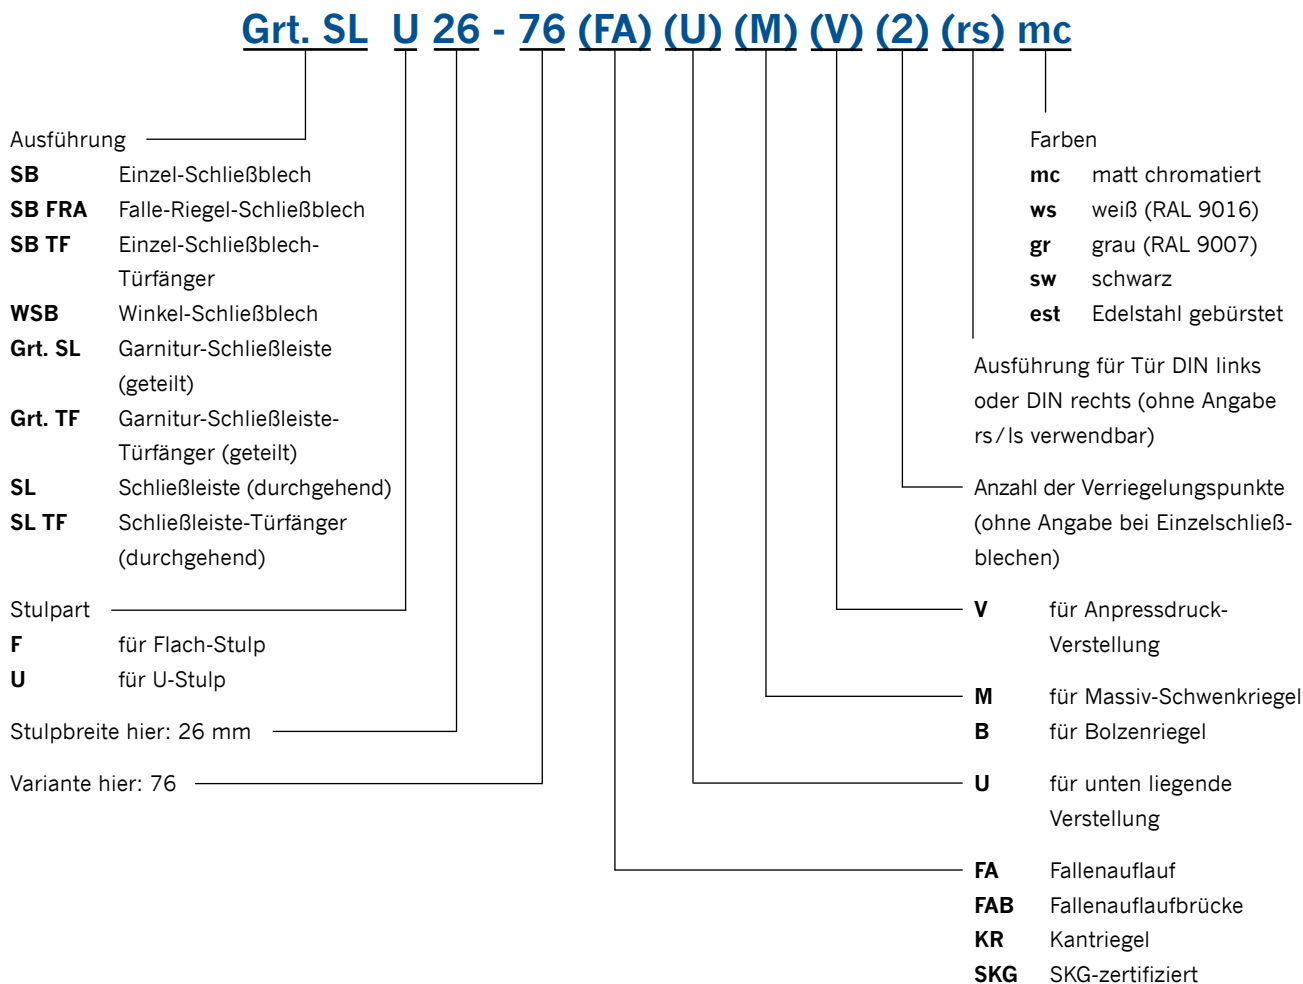 Grt. SL U 26 - 76 (FA) (U) (M) (V) (2) (rs) mc
Ausführung
SB Einzel-Schließblech
SB FRA Falle-Riegel-Schließblech
SB TF Einzel-Schließblech-
Türfänger
WSB Winkel-Schließblech
Grt. SL Garnitur-Schließleiste
(geteilt)
Grt. TF Garnitur-Schließleiste-
Türfänger (geteilt)
SL Schließleiste (durchgehend)
SL TF Schließleiste-Türfänger
(durchgehend)
Stulpart
F für Flach-Stulp
U für U-Stulp
Stulpbreite hier: 26 mm
Variante hier: 76
Farben
mc matt chromatiert
ws weiß (RAL 9016)
gr grau (RAL 9007)
sw schwarz
est Edelstahl gebürstet
Ausführung für Tür DIN links
oder DIN rechts (ohne Angabe
rs/ls verwendbar)
Anzahl der Verriegelungspunkte
(ohne Angabe bei Einzelschließ-
blechen)
V für Anpressdruck-
Verstellung
M für Massiv-Schwenkriegel
B für Bolzenriegel
U für unten liegende
Verstellung
FA Fallenauflauf
FAB Fallenauflaufbrücke
KR Kantriegel
SKG SKG-zertifiziert